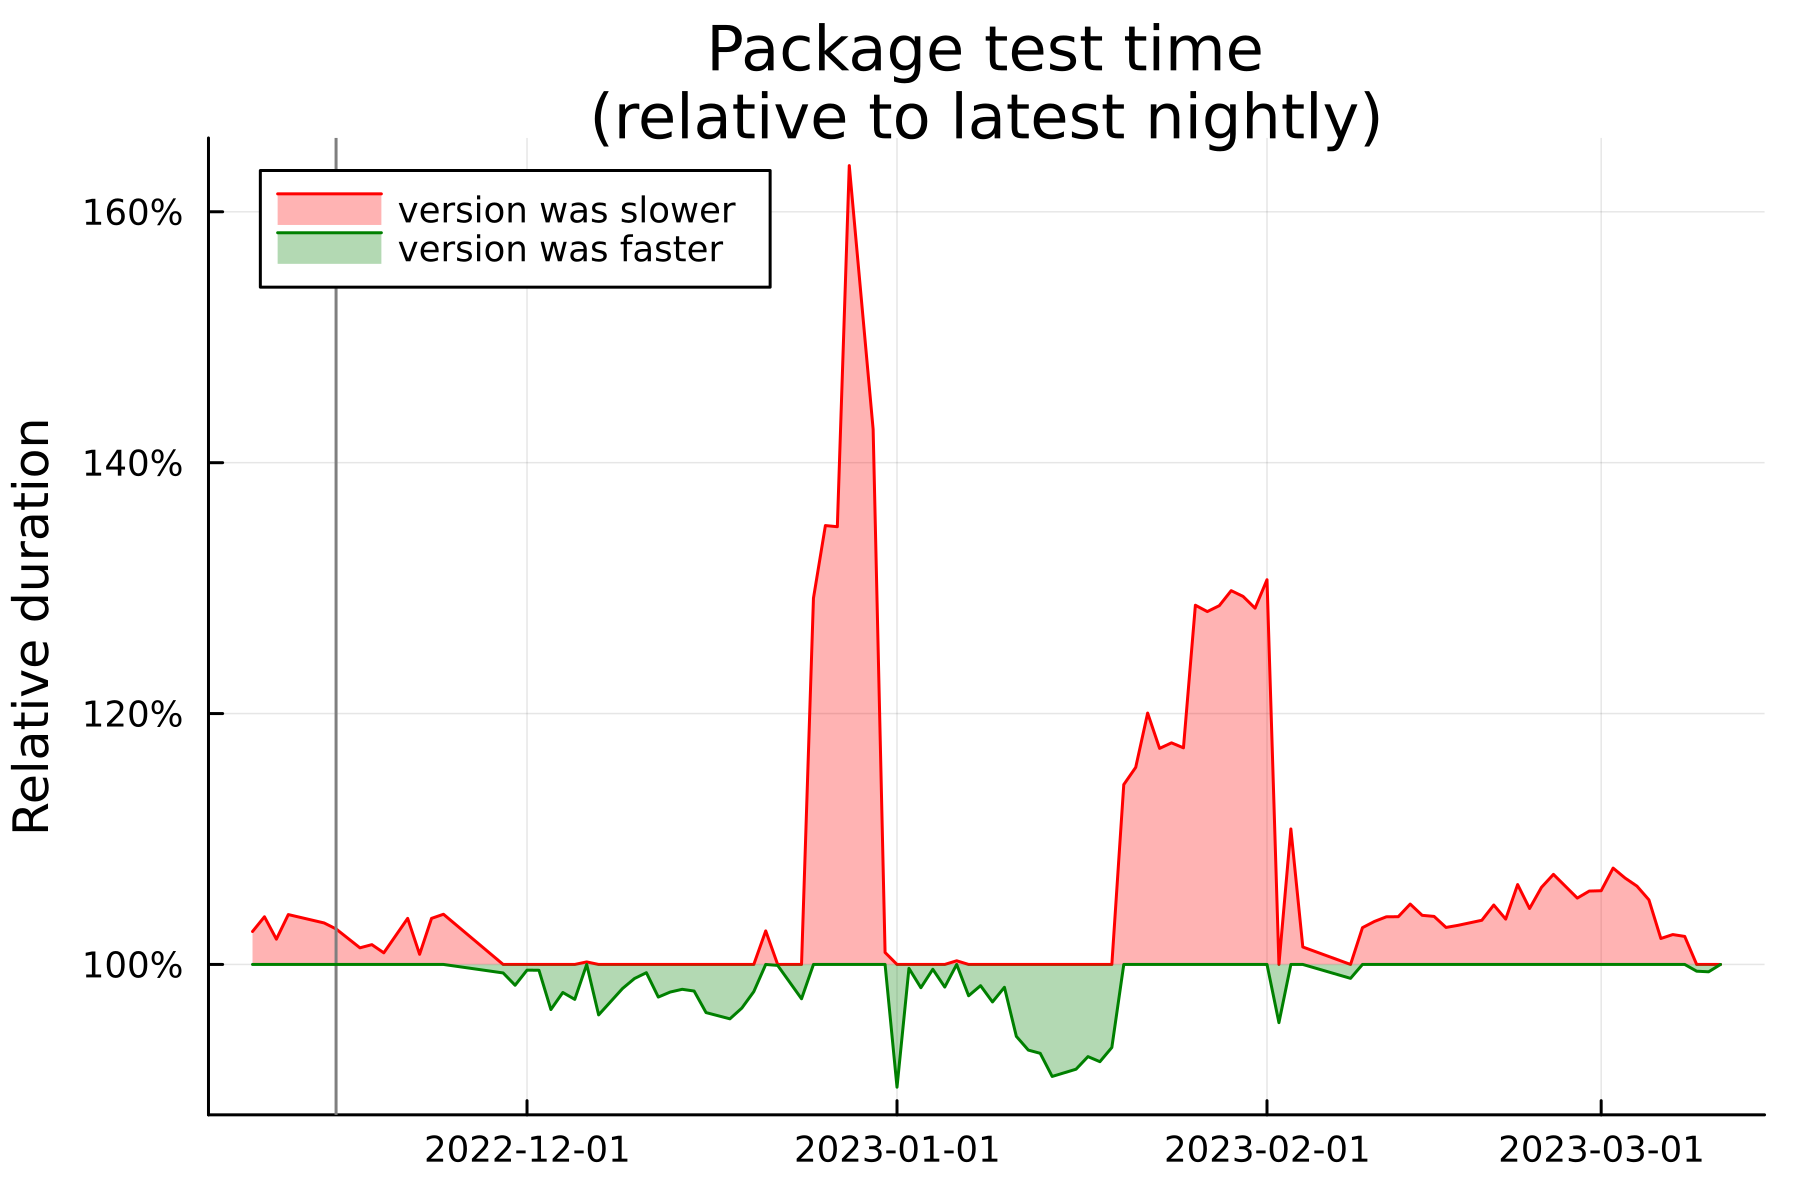 Package test time
(relative to latest nightly)
version was slower
version was faster
Relative duration
160%
140%
120%
100%
2022-12-01
2023-01-01
2023-02-01
2023-03-01